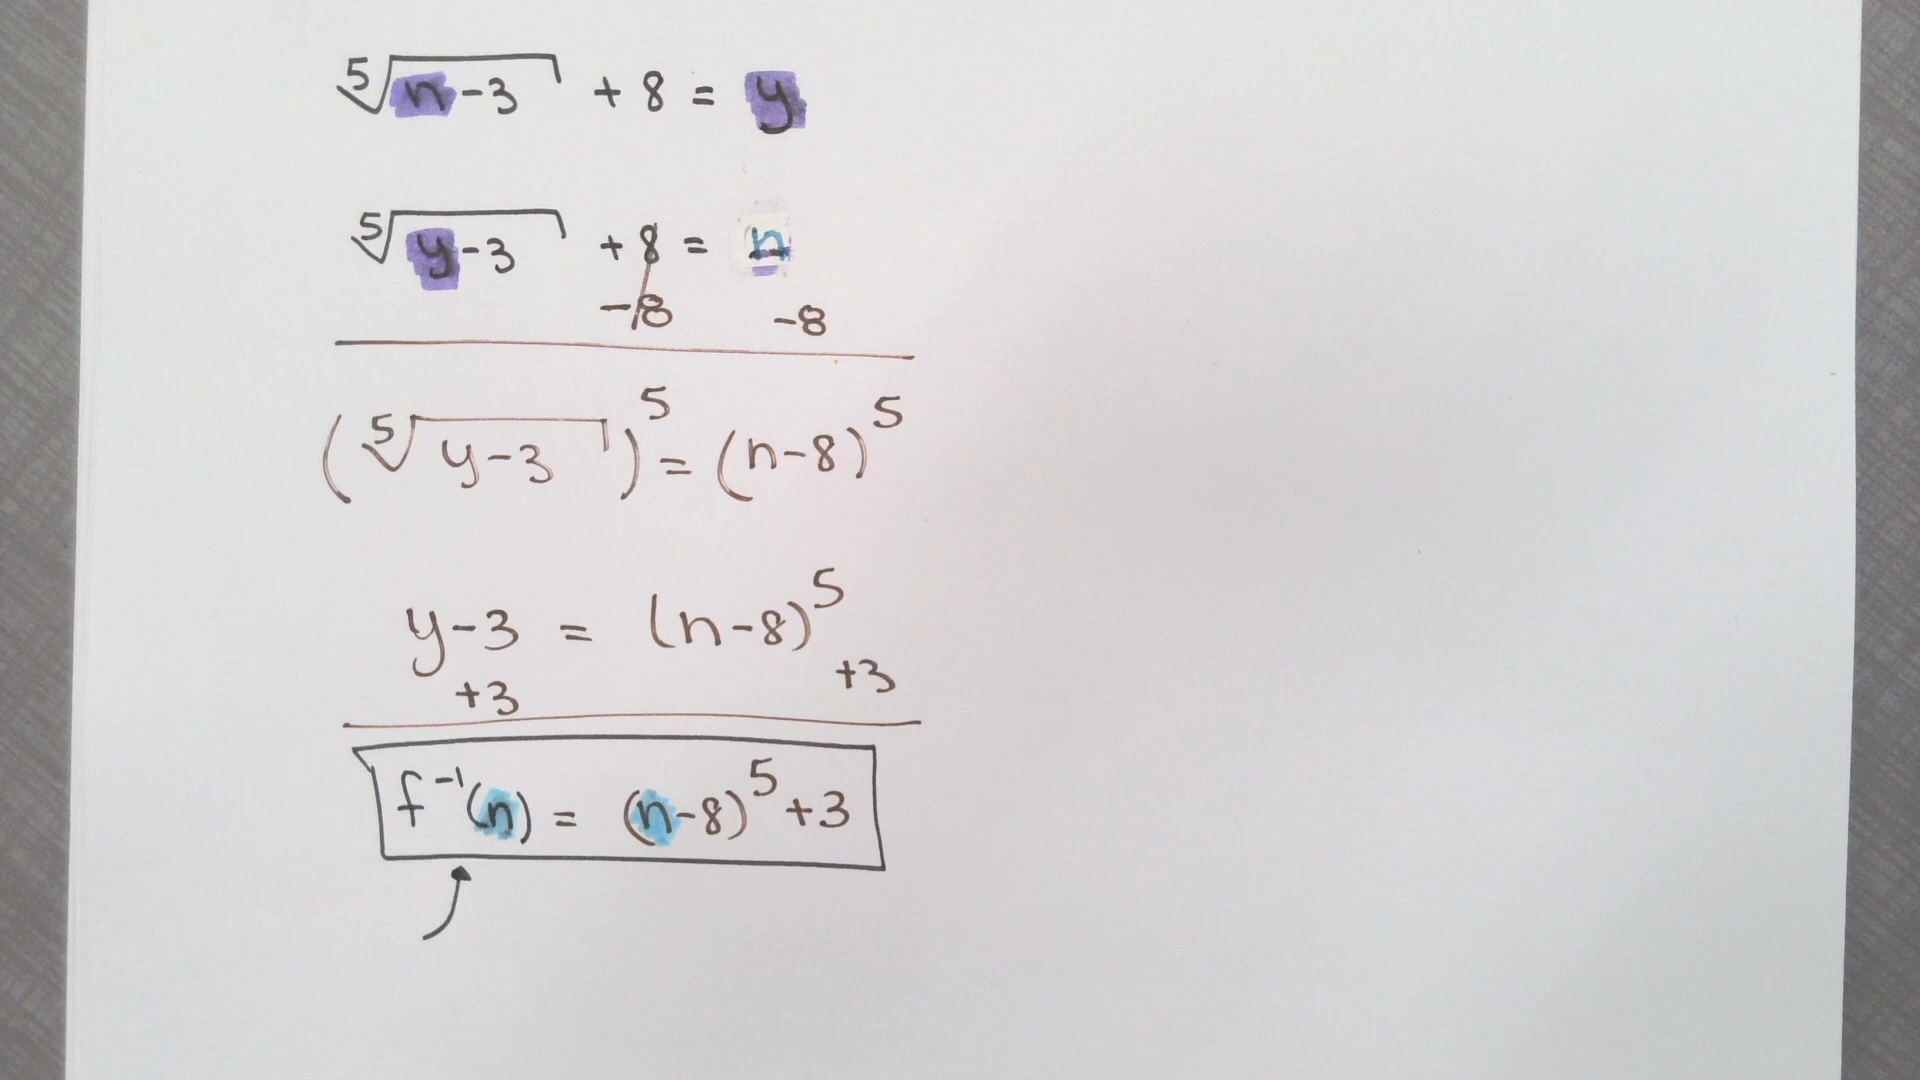 ⁵√(n-3) + 8 = y
⁵√(y-3) + 8 = n
-8 -8
(⁵√(y-3))⁵ = (n-8)⁵
y-3 = (n-8)⁵
+3 +3
f⁻¹(n) = (n-8)⁵+3